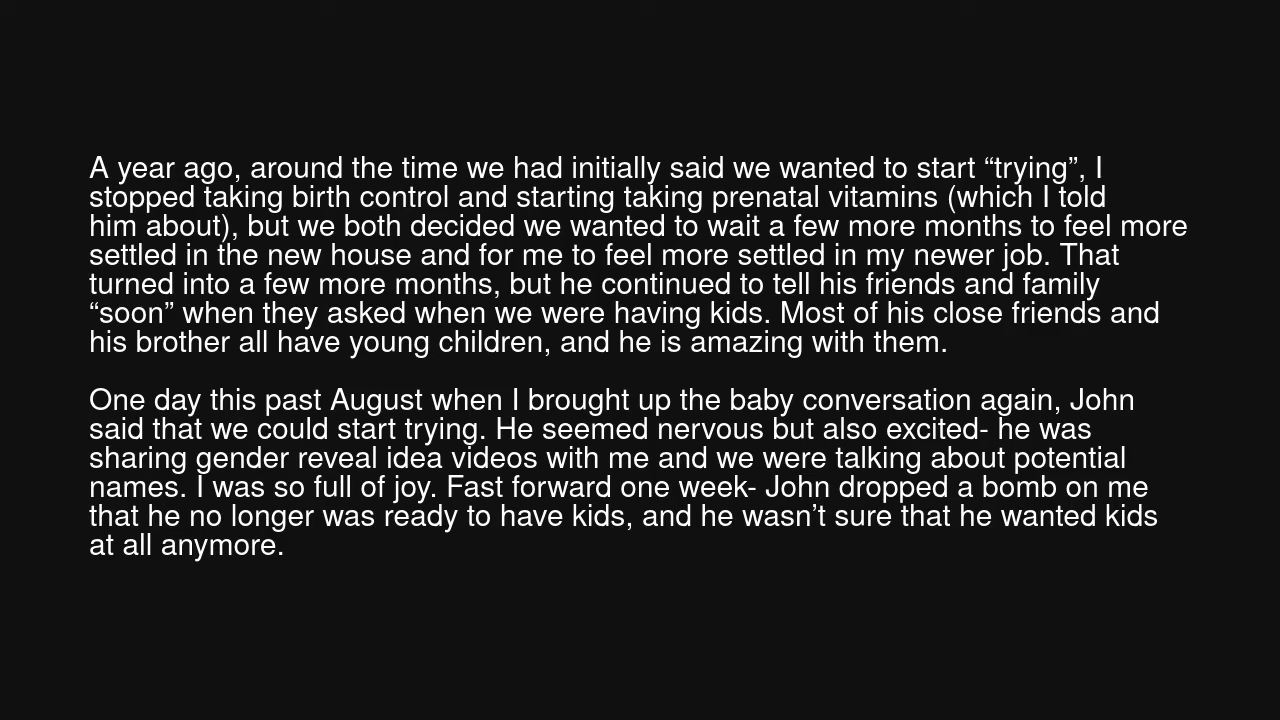 A year ago, around the time we had initially said we wanted to start “trying”, I
stopped taking birth control and starting taking prenatal vitamins (which I told
him about), but we both decided we wanted to wait a few more months to feel more
settled in the new house and for me to feel more settled in my newer job. That
turned into a few more months, but he continued to tell his friends and family
“soon” when they asked when we were having kids. Most of his close friends and
his brother all have young children, and he is amazing with them.
One day this past August when I brought up the baby conversation again, John
said that we could start trying. He seemed nervous but also excited- he was
sharing gender reveal idea videos with me and we were talking about potential
names. I was so full of joy. Fast forward one week- John dropped a bomb on me
that he no longer was ready to have kids, and he wasn’t sure that he wanted kids
at all anymore.